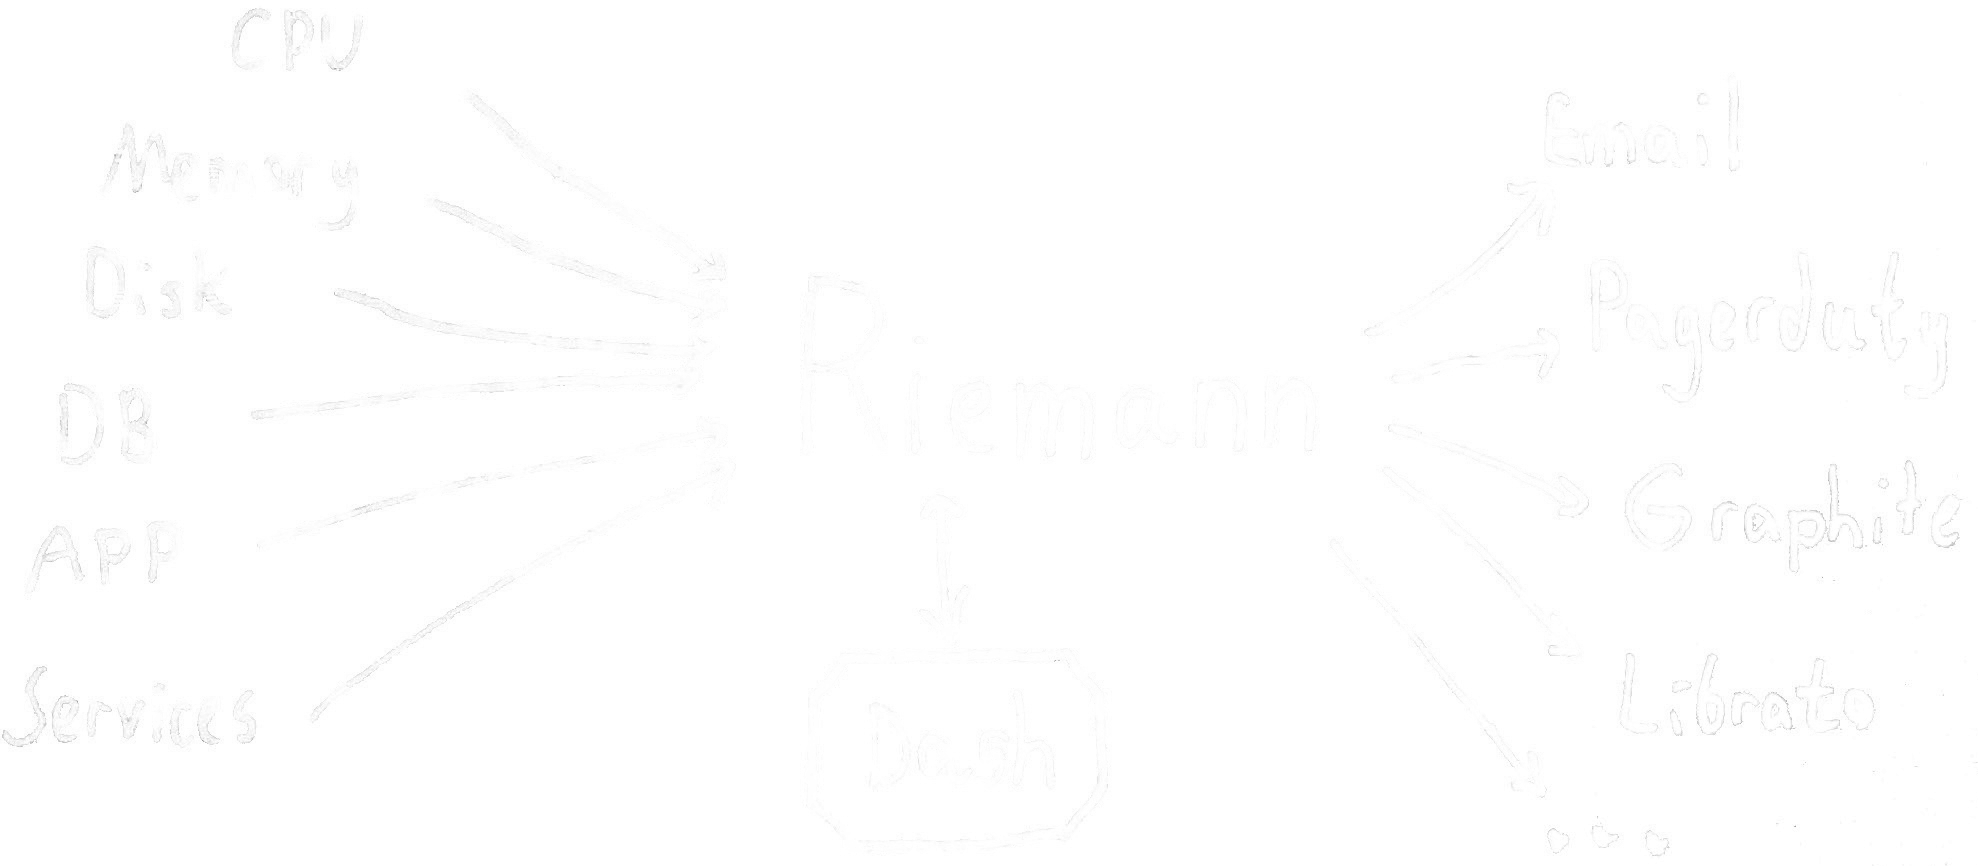 CPU
Memory
Disk
DB
APP
Services
Riemann
Dash
Email
Pagerduty
Graphite
Librato
...